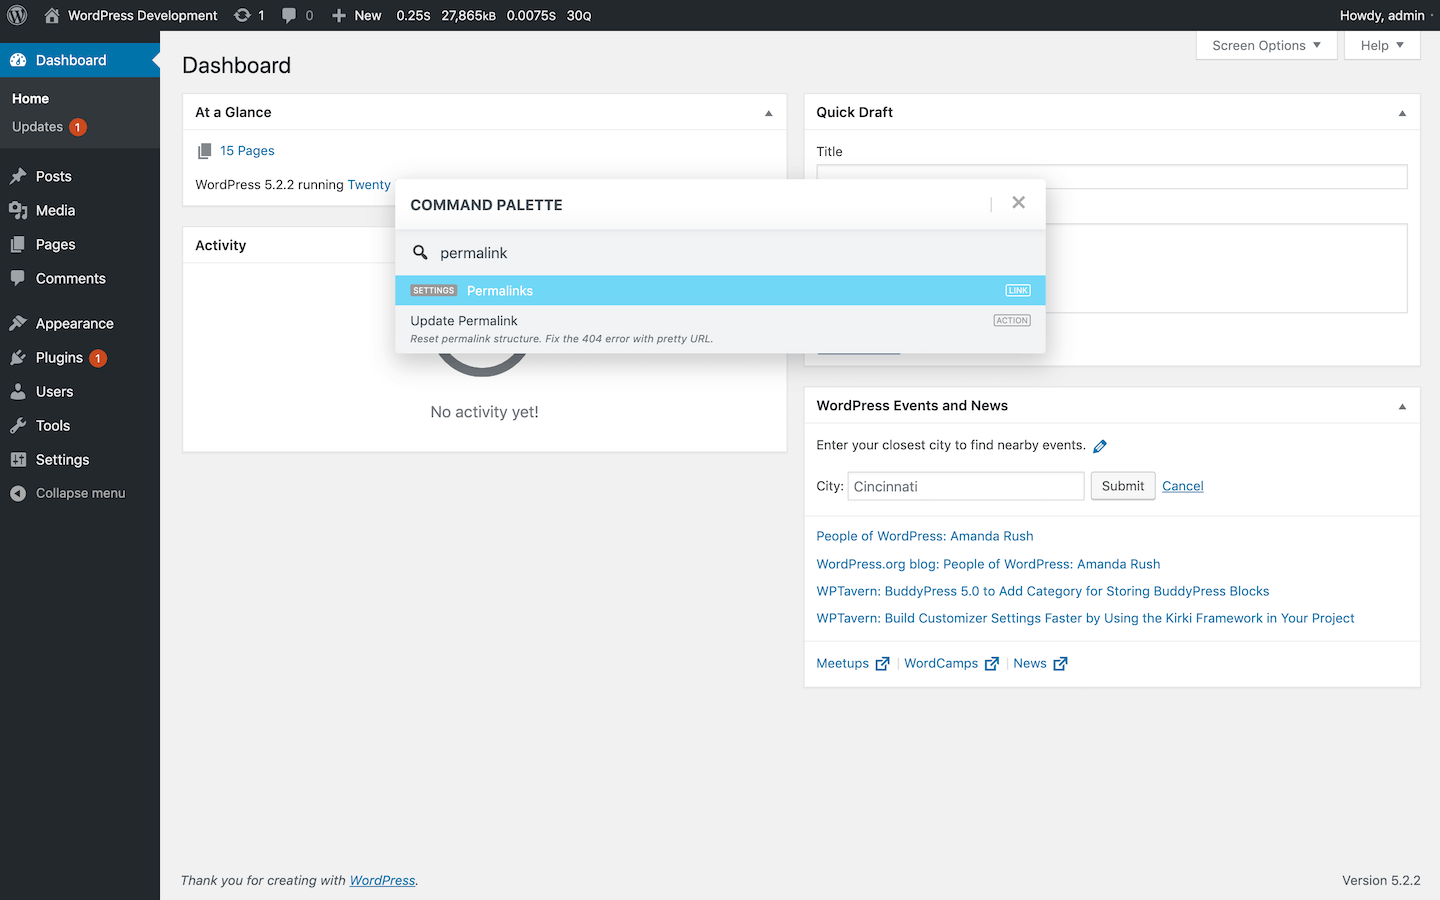 WordPress Development 1 0 New 0.25S 27,865KB 0.0075S 30Q Howdy, admin
Dashboard
Home
Updates 1
Posts
Media
Pages
Comments
Appearance
Plugins 1
Users
Tools
Settings
Collapse menu
Screen Options Help
Dashboard
At a Glance
15 Pages
WordPress 5.2.2 running Twenty
Activity
No activity yet!
COMMAND PALETTE
permalink
SETTINGS Permalinks LINK
Update Permalink ACTION
Reset permalink structure. Fix the 404 error with pretty URL.
Quick Draft
Title
WordPress Events and News
Enter your closest city to find nearby events.
City: Cincinnati Submit Cancel
People of WordPress: Amanda Rush
WordPress.org blog: People of WordPress: Amanda Rush
WPTavern: BuddyPress 5.0 to Add Category for Storing BuddyPress Blocks
WPTavern: Build Customizer Settings Faster by Using the Kirki Framework in Your Project
Meetups | WordCamps | News
Thank you for creating with WordPress. Version 5.2.2